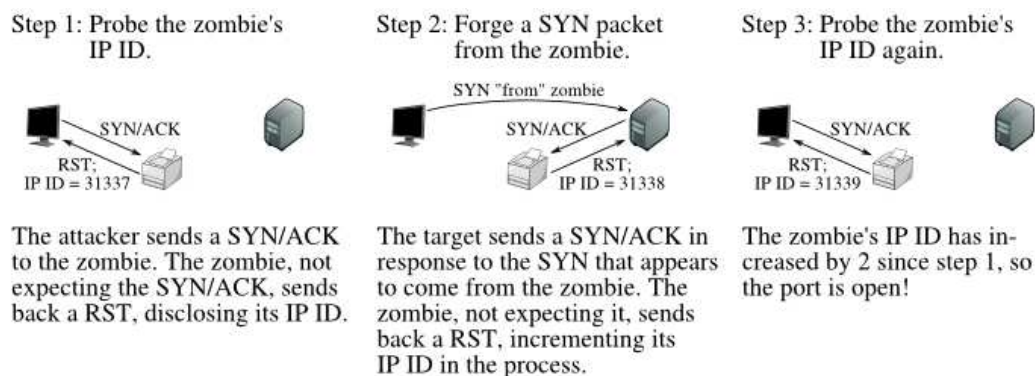 Step 1: Probe the zombie's
IP ID.
SYN/ACK
RST;
IP ID = 31337
The attacker sends a SYN/ACK
to the zombie. The zombie, not
expecting the SYN/ACK, sends
back a RST, disclosing its IP ID.
Step 2: Forge a SYN packet
from the zombie.
SYN "from" zombie
SYN/ACK
RST;
IP ID = 31338
The target sends a SYN/ACK in
response to the SYN that appears
to come from the zombie. The
zombie, not expecting it, sends
back a RST, incrementing its
IP ID in the process.
Step 3: Probe the zombie's
IP ID again.
SYN/ACK
RST;
IP ID = 31339
The zombie's IP ID has in-
creased by 2 since step 1, so
the port is open!